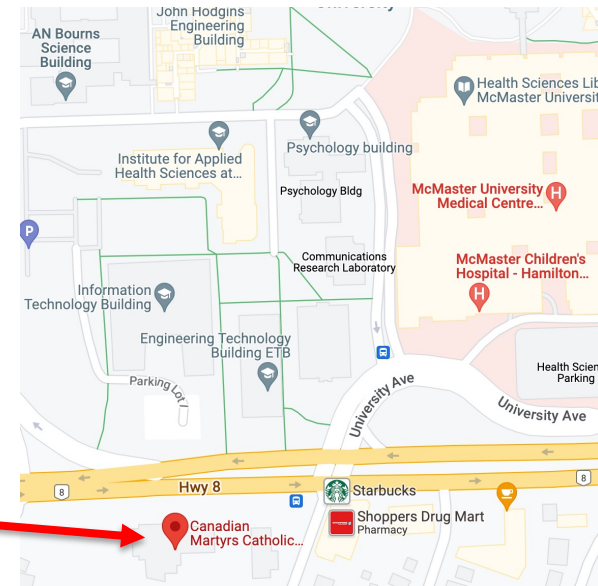 John Hodgins
Engineering
Building
AN Bourns
Science
Building
Health Sciences Lib
McMaster Universit
Psychology building
Institute for Applied
Health Sciences at...
Psychology Bldg
McMaster University
Medical Centre...
H
P
Communications
Research Laboratory
McMaster Children's
Hospital - Hamilton...
H
Information
Technology Building
Engineering Technology
Building ETB
Health Scien
Parking
Parking Lot I
University Ave
University Ave
8
Hwy 8
8
Starbucks
Shoppers Drug Mart
Pharmacy
Canadian
Martyrs Catholic...